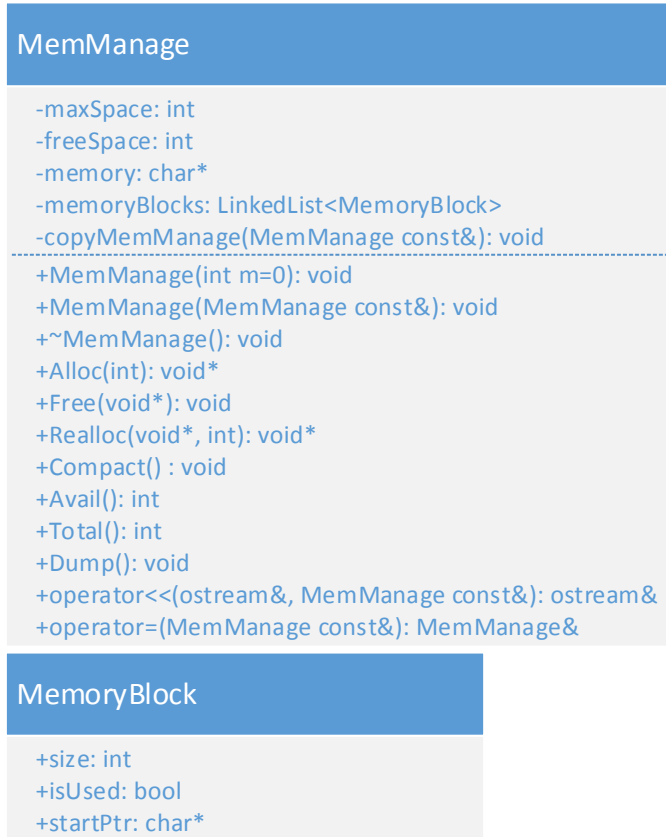 MemManage
-maxSpace: int
-freeSpace: int
-memory: char*
-memoryBlocks: LinkedList<MemoryBlock>
-copyMemManage(MemManage const&): void
+MemManage(int m=0): void
+MemManage(MemManage const&): void
+~MemManage(): void
+Alloc(int): void*
+Free(void*): void
+Realloc(void*, int): void*
+Compact() : void
+Avail(): int
+Total(): int
+Dump(): void
+operator<<(ostream&, MemManage const&): ostream&
+operator=(MemManage const&): MemManage&
MemoryBlock
+size: int
+isUsed: bool
+startPtr: char*